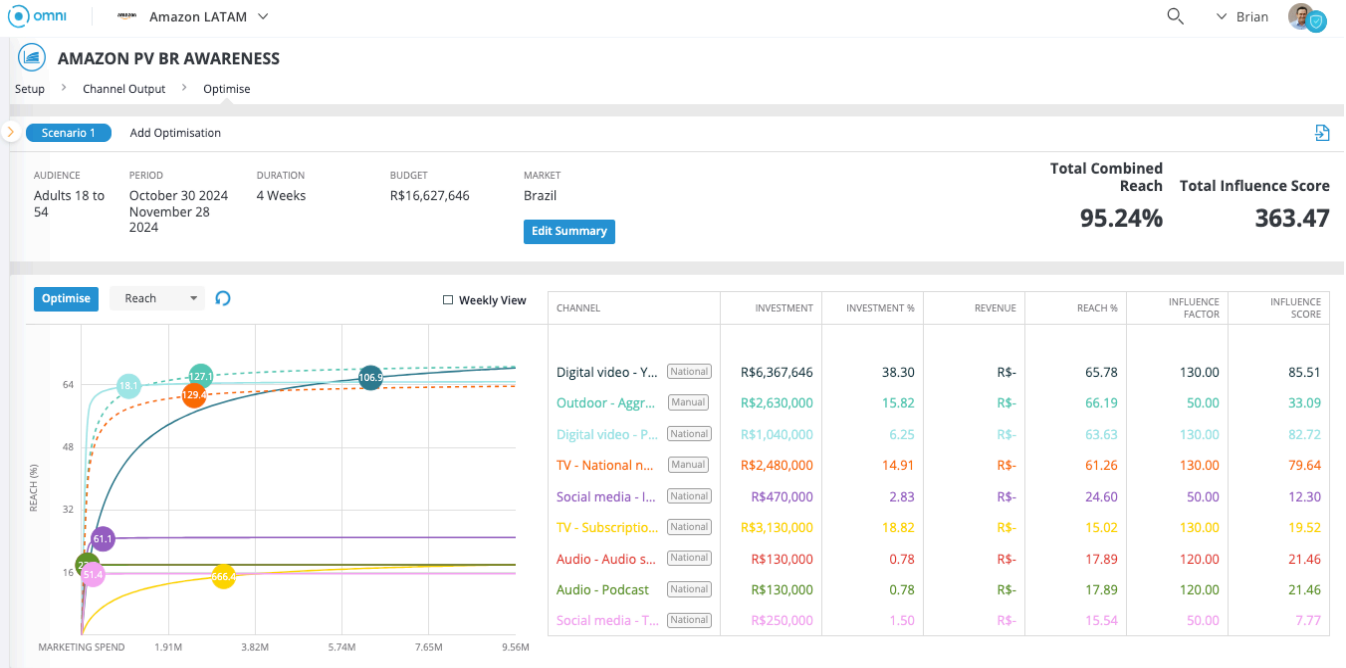 omni
amazon
Amazon LATAM
Brian
AMAZON PV BR AWARENESS
Setup > Channel Output > Optimise
Scenario 1
Add Optimisation
AUDIENCE PERIOD DURATION BUDGET MARKET
Adults 18 to October 30 2024 4 Weeks R$16,627,646 Brazil
54 November 28
2024
Edit Summary
Total Combined
Reach
95.24%
Total Influence Score
363.47
Optimise
Reach
Weekly View
64
48
32
16
REACH (%)
18.1
127.1
129.4
106.9
61.1
51.4
566.4
MARKETING SPEND 1.91M 3.82M 5.74M 7.65M 9.56M
CHANNEL INVESTMENT INVESTMENT % REVENUE REACH % INFLUENCE FACTOR INFLUENCE SCORE
Digital video - Y... National R$6,367,646 38.30 R$- 65.78 130.00 85.51
Outdoor - Aggr... Manual R$2,630,000 15.82 R$- 66.19 50.00 33.09
Digital video - P... National R$1,040,000 6.25 R$- 63.63 130.00 82.72
TV - National n... Manual R$2,480,000 14.91 R$- 61.26 130.00 79.64
Social media - I... National R$470,000 2.83 R$- 24.60 50.00 12.30
TV - Subscriptio... National R$3,130,000 18.82 R$- 15.02 130.00 19.52
Audio - Audio s... National R$130,000 0.78 R$- 17.89 120.00 21.46
Audio - Podcast National R$130,000 0.78 R$- 17.89 120.00 21.46
Social media - T... National R$250,000 1.50 R$- 15.54 50.00 7.77